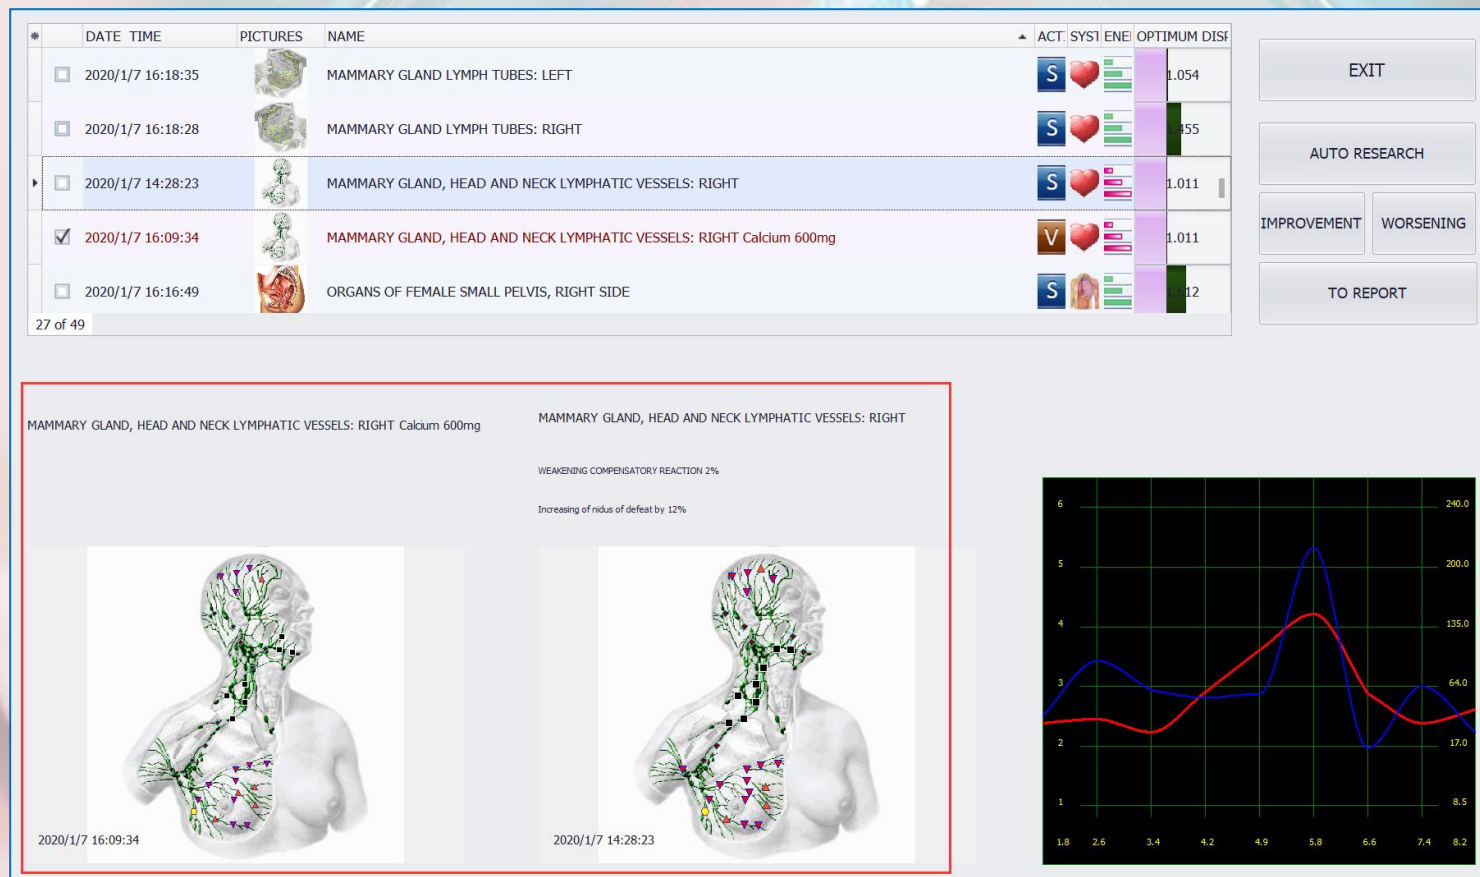 DATE TIME PICTURES NAME ACT. SYST ENEI OPTIMUM DISF
2020/1/7 16:18:35 MAMMARY GLAND LYMPH TUBES: LEFT S 1.054
2020/1/7 16:18:28 MAMMARY GLAND LYMPH TUBES: RIGHT S 1.455
2020/1/7 14:28:23 MAMMARY GLAND, HEAD AND NECK LYMPHATIC VESSELS: RIGHT S 1.011
2020/1/7 16:09:34 MAMMARY GLAND, HEAD AND NECK LYMPHATIC VESSELS: RIGHT Calcium 600mg V 1.011
2020/1/7 16:16:49 ORGANS OF FEMALE SMALL PELVIS, RIGHT SIDE S 1.612
27 of 49
EXIT
AUTO RESEARCH
IMPROVEMENT WORSENING
TO REPORT
MAMMARY GLAND, HEAD AND NECK LYMPHATIC VESSELS: RIGHT Calcium 600mg
2020/1/7 16:09:34
MAMMARY GLAND, HEAD AND NECK LYMPHATIC VESSELS: RIGHT
WEAKENING COMPENSATORY REACTION 2%
Increasing of nidus of defeat by 12%
2020/1/7 14:28:23
6 240.0
5 200.0
4 135.0
3 64.0
2 17.0
1 8.5
1.8 2.6 3.4 4.2 4.9 5.8 6.6 7.4 8.2